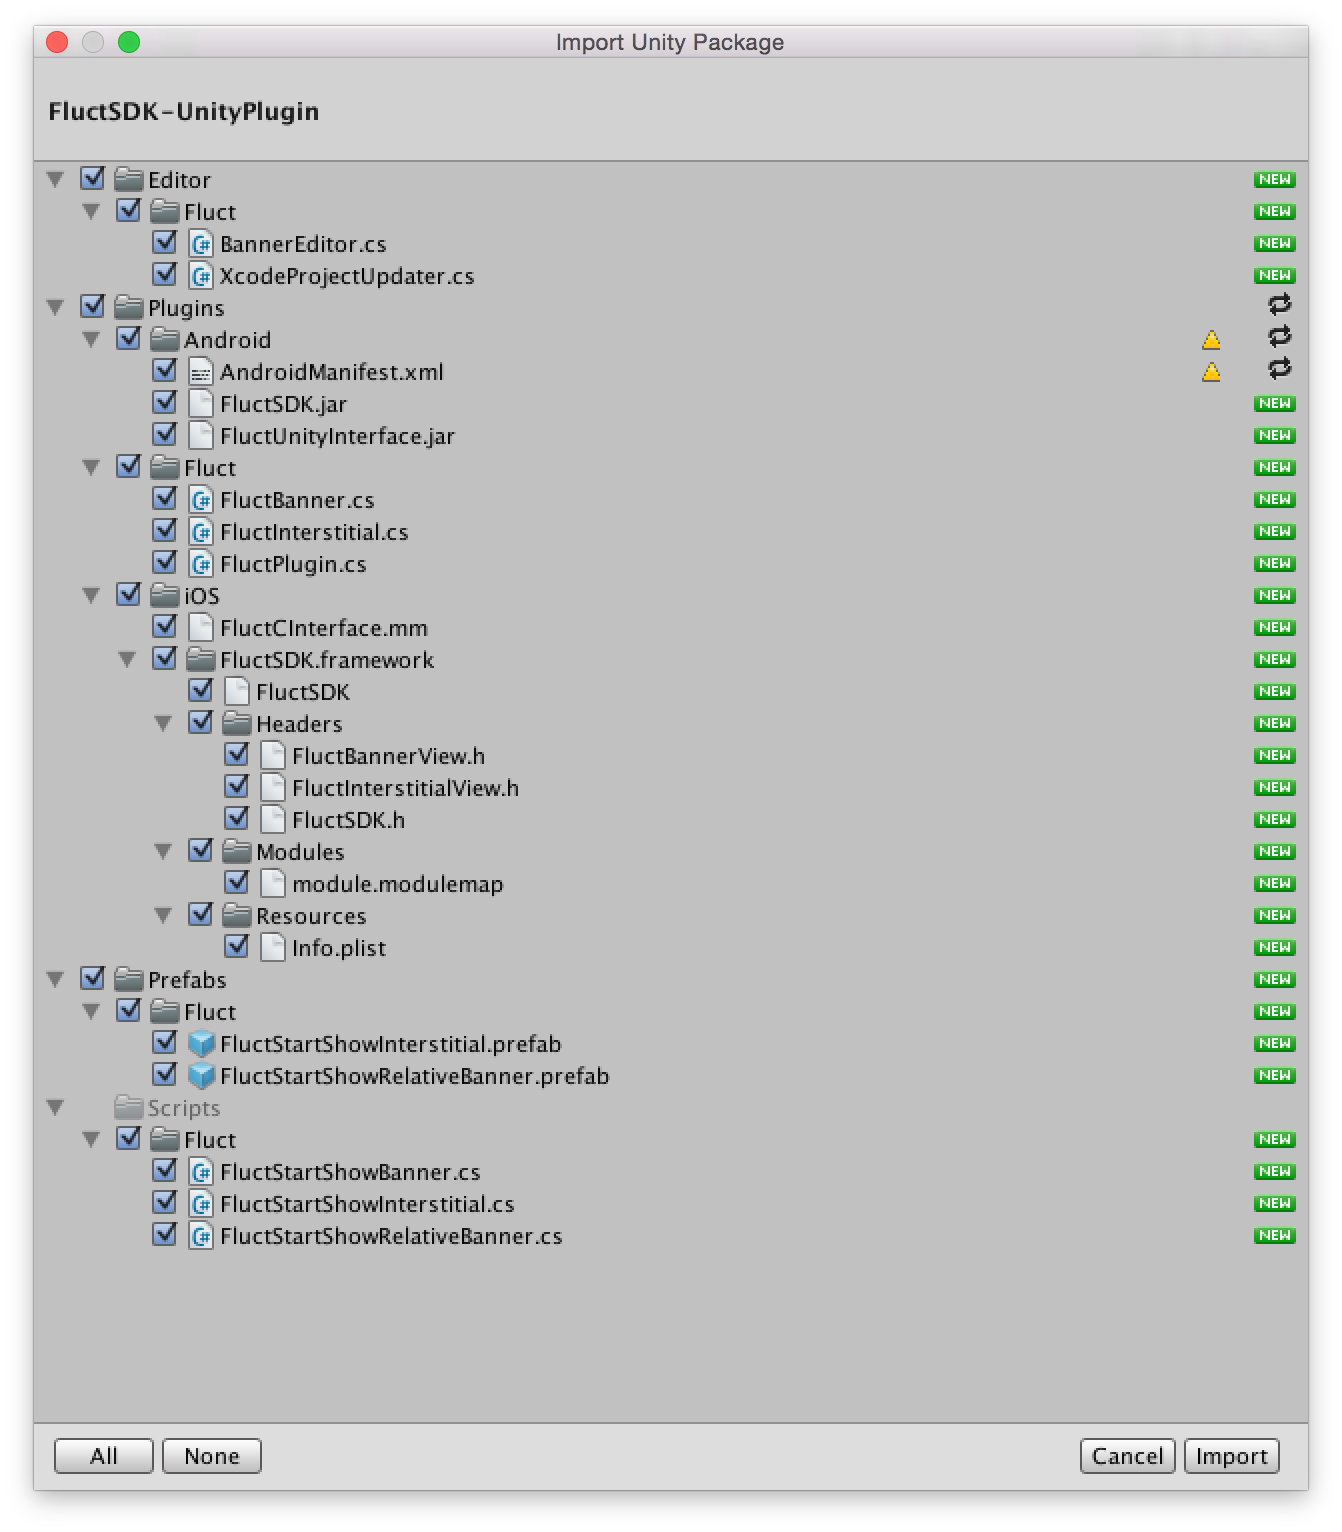 Import Unity Package
FluctSDK-UnityPlugin
Editor NEW
Fluct NEW
BannerEditor.cs NEW
XcodeProjectUpdater.cs NEW
Plugins
Android
AndroidManifest.xml
FluctSDK.jar NEW
FluctUnityInterface.jar NEW
Fluct NEW
FluctBanner.cs NEW
FluctInterstitial.cs NEW
FluctPlugin.cs NEW
iOS NEW
FluctCInterface.mm NEW
FluctSDK.framework NEW
FluctSDK NEW
Headers NEW
FluctBannerView.h NEW
FluctInterstitialView.h NEW
FluctSDK.h NEW
Modules NEW
module.modulemap NEW
Resources NEW
Info.plist NEW
Prefabs NEW
Fluct NEW
FluctStartShowInterstitial.prefab NEW
FluctStartShowRelativeBanner.prefab NEW
Scripts
Fluct NEW
FluctStartShowBanner.cs NEW
FluctStartShowInterstitial.cs NEW
FluctStartShowRelativeBanner.cs NEW
All None Cancel Import